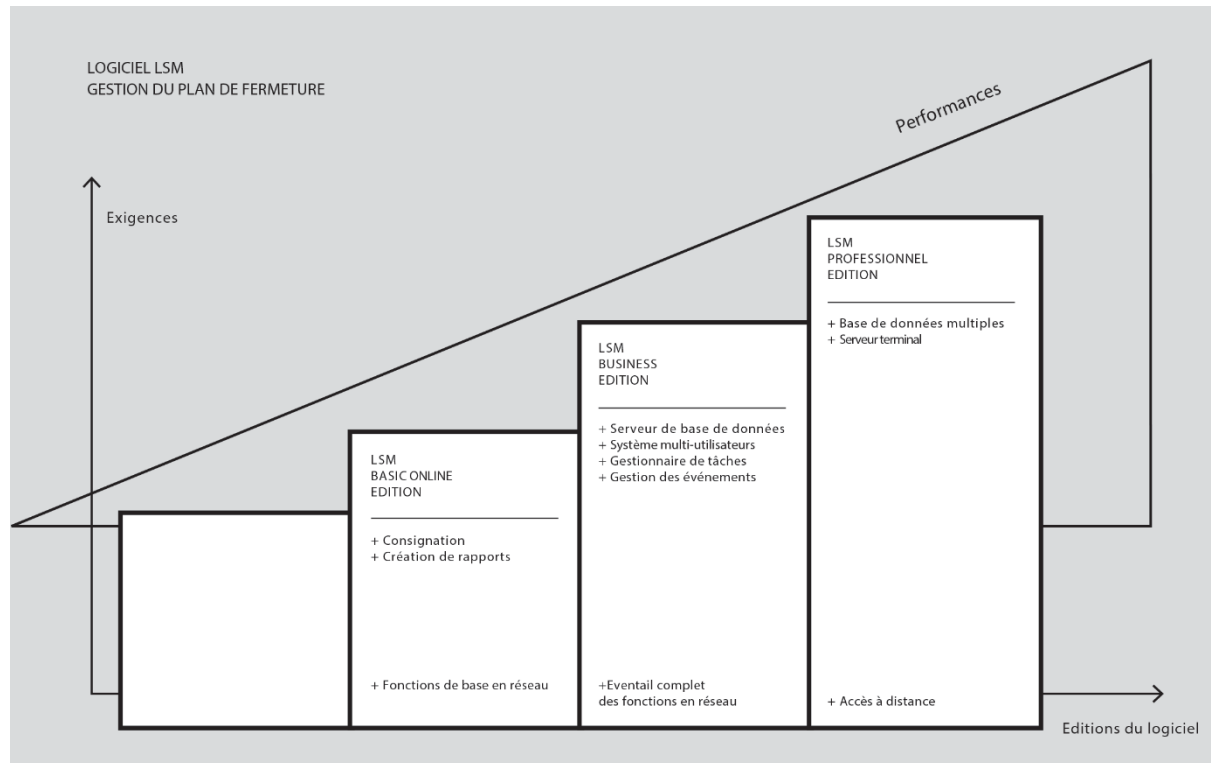 LOGICIEL LSM
GESTION DU PLAN DE FERMETURE
Performances
Exigences
LSM
PROFESSIONNEL
EDITION
+ Base de données multiples
+ Serveur terminal
LSM
BUSINESS
EDITION
+ Serveur de base de données
+ Système multi-utilisateurs
+ Gestionnaire de tâches
+ Gestion des événements
LSM
BASIC ONLINE
EDITION
+ Consignation
+ Création de rapports
+ Fonctions de base en réseau
+Eventail complet
des fonctions en réseau
+ Accès à distance
Editions du logiciel